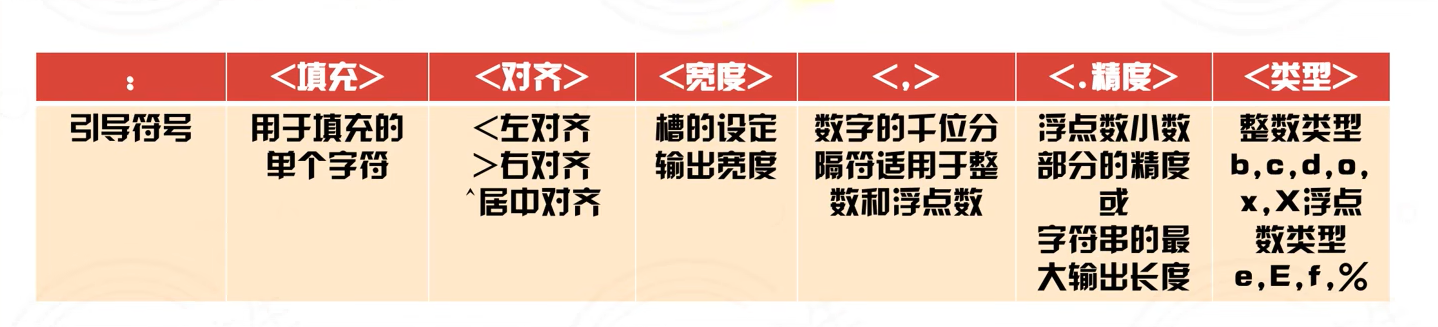 :
<填充>
<对齐>
<宽度>
<,>
<.精度>
<类型>
引导符号
用于填充的
单个字符
<左对齐
>右对齐
^居中对齐
槽的设定
输出宽度
数字的千位分
隔符适用于整
数和浮点数
浮点数小数
部分的精度
或
字符串的最
大输出长度
整数类型
b,c,d,o,
x,X浮点
数类型
e,E,f,%